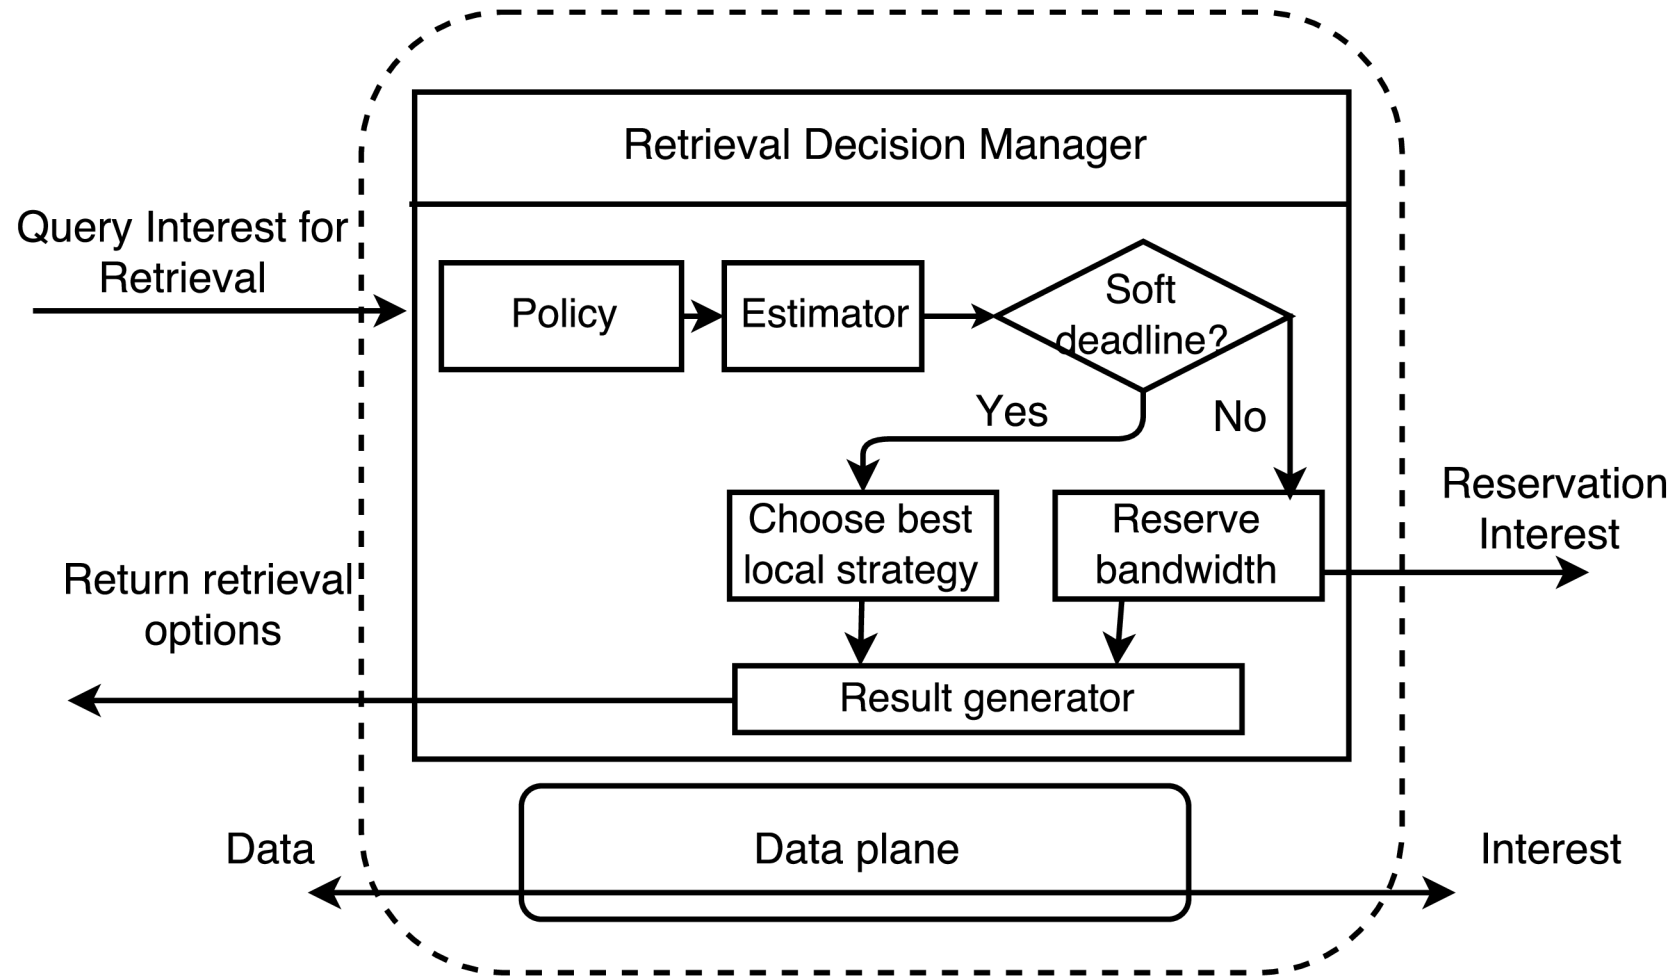 Retrieval Decision Manager
Query Interest for
Retrieval
Policy
Estimator
Soft
deadline?
Yes
No
Choose best
local strategy
Reserve
bandwidth
Reservation
Interest
Return retrieval
options
Result generator
Data
Data plane
Interest